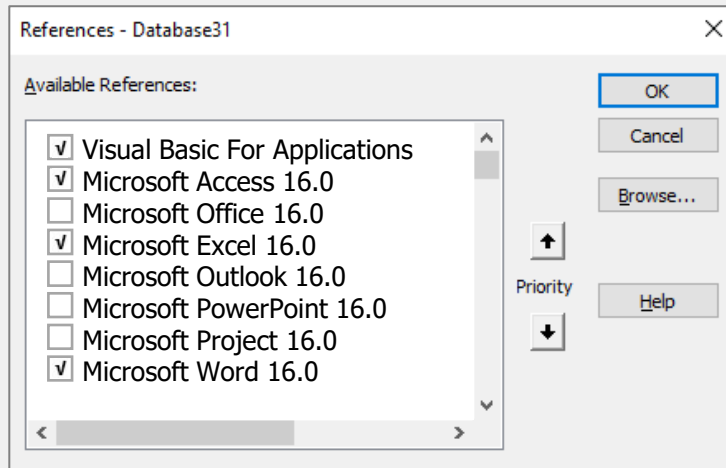 References - Database31
Available References:
Visual Basic For Applications
Microsoft Access 16.0
Microsoft Office 16.0
Microsoft Excel 16.0
Microsoft Outlook 16.0
Microsoft PowerPoint 16.0
Microsoft Project 16.0
Microsoft Word 16.0
Priority
OK
Cancel
Browse...
Help